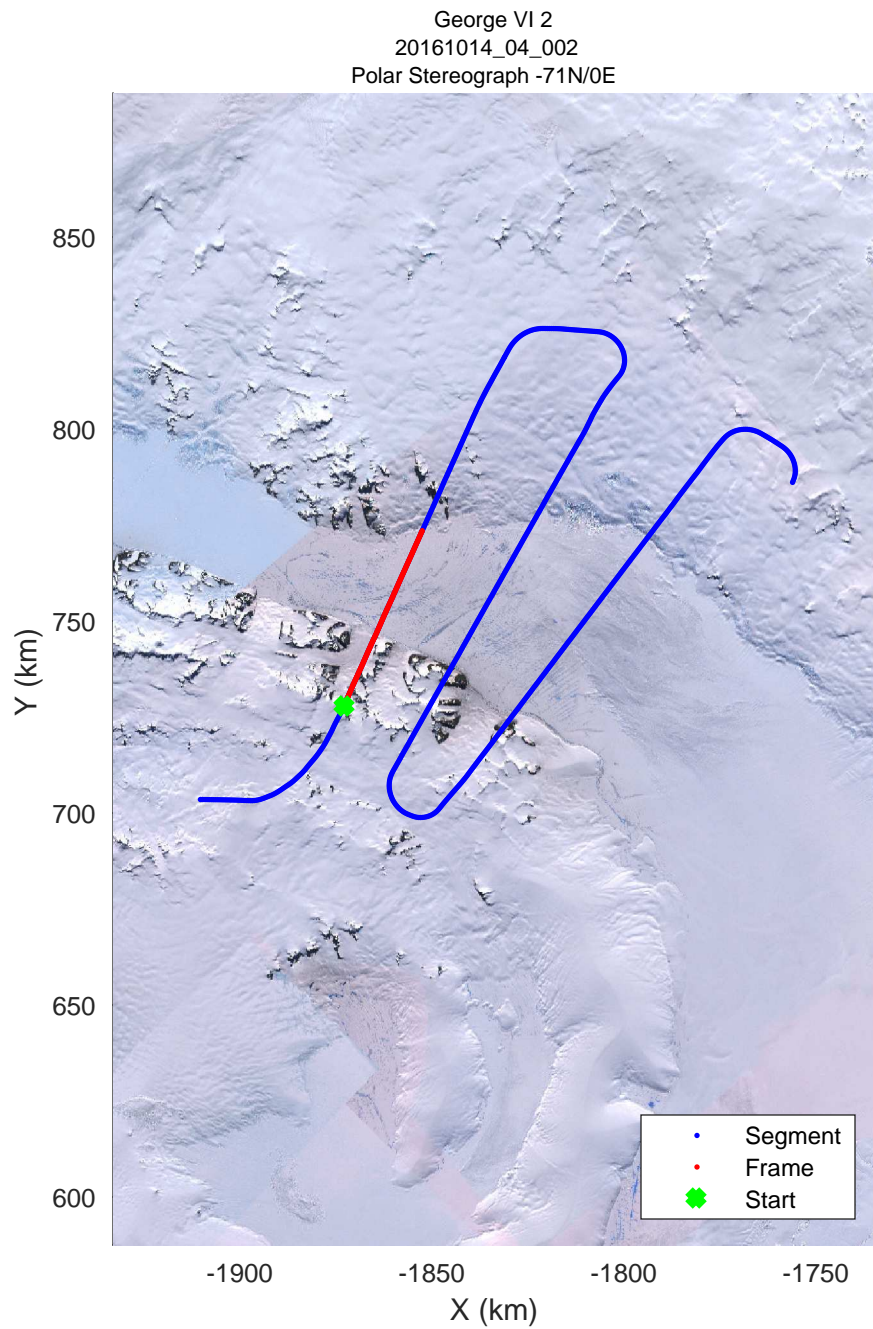 George VI 2
20161014_04_002
Polar Stereograph -71N/0E
850
800
750
700
650
600
Y (km)
-1900
-1850
-1800
-1750
X (km)
Segment
Frame
Start